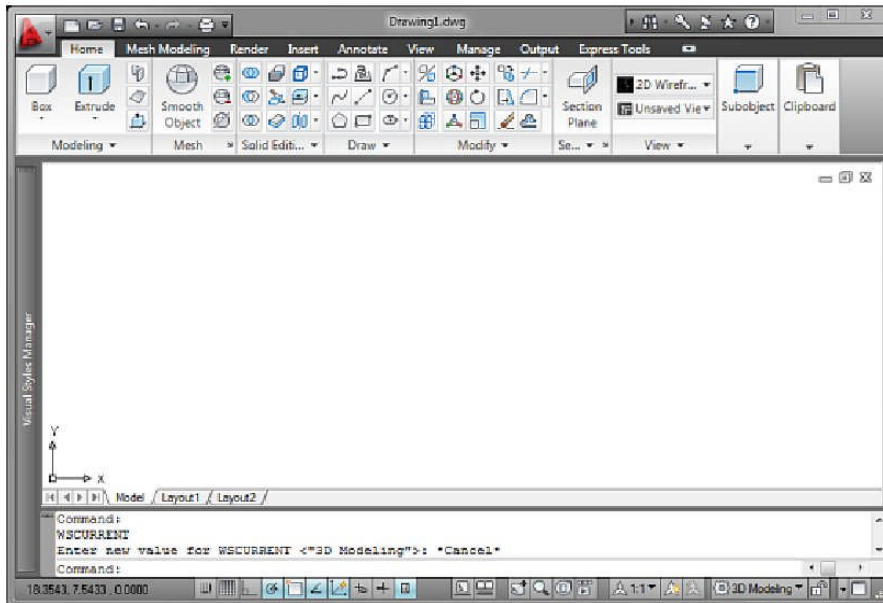 Drawing1.dwg
Home Mesh Modeling Render Insert Annotate View Manage Output Express Tools
Box Extrude Smooth Object Section Plane 2D Wirefr... Unsaved Vie Subobject Clipboard
Modeling Mesh Solid Editi... Draw Modify Se... View
Visual Styles Manager
Y
X
Model Layout1 Layout2
Command:
WSCURRENT
Enter new value for WSCURRENT <"3D Modeling">: *Cancel*
Command:
18.3543, 7.5433, 0.0000 1:1 3D Modeling